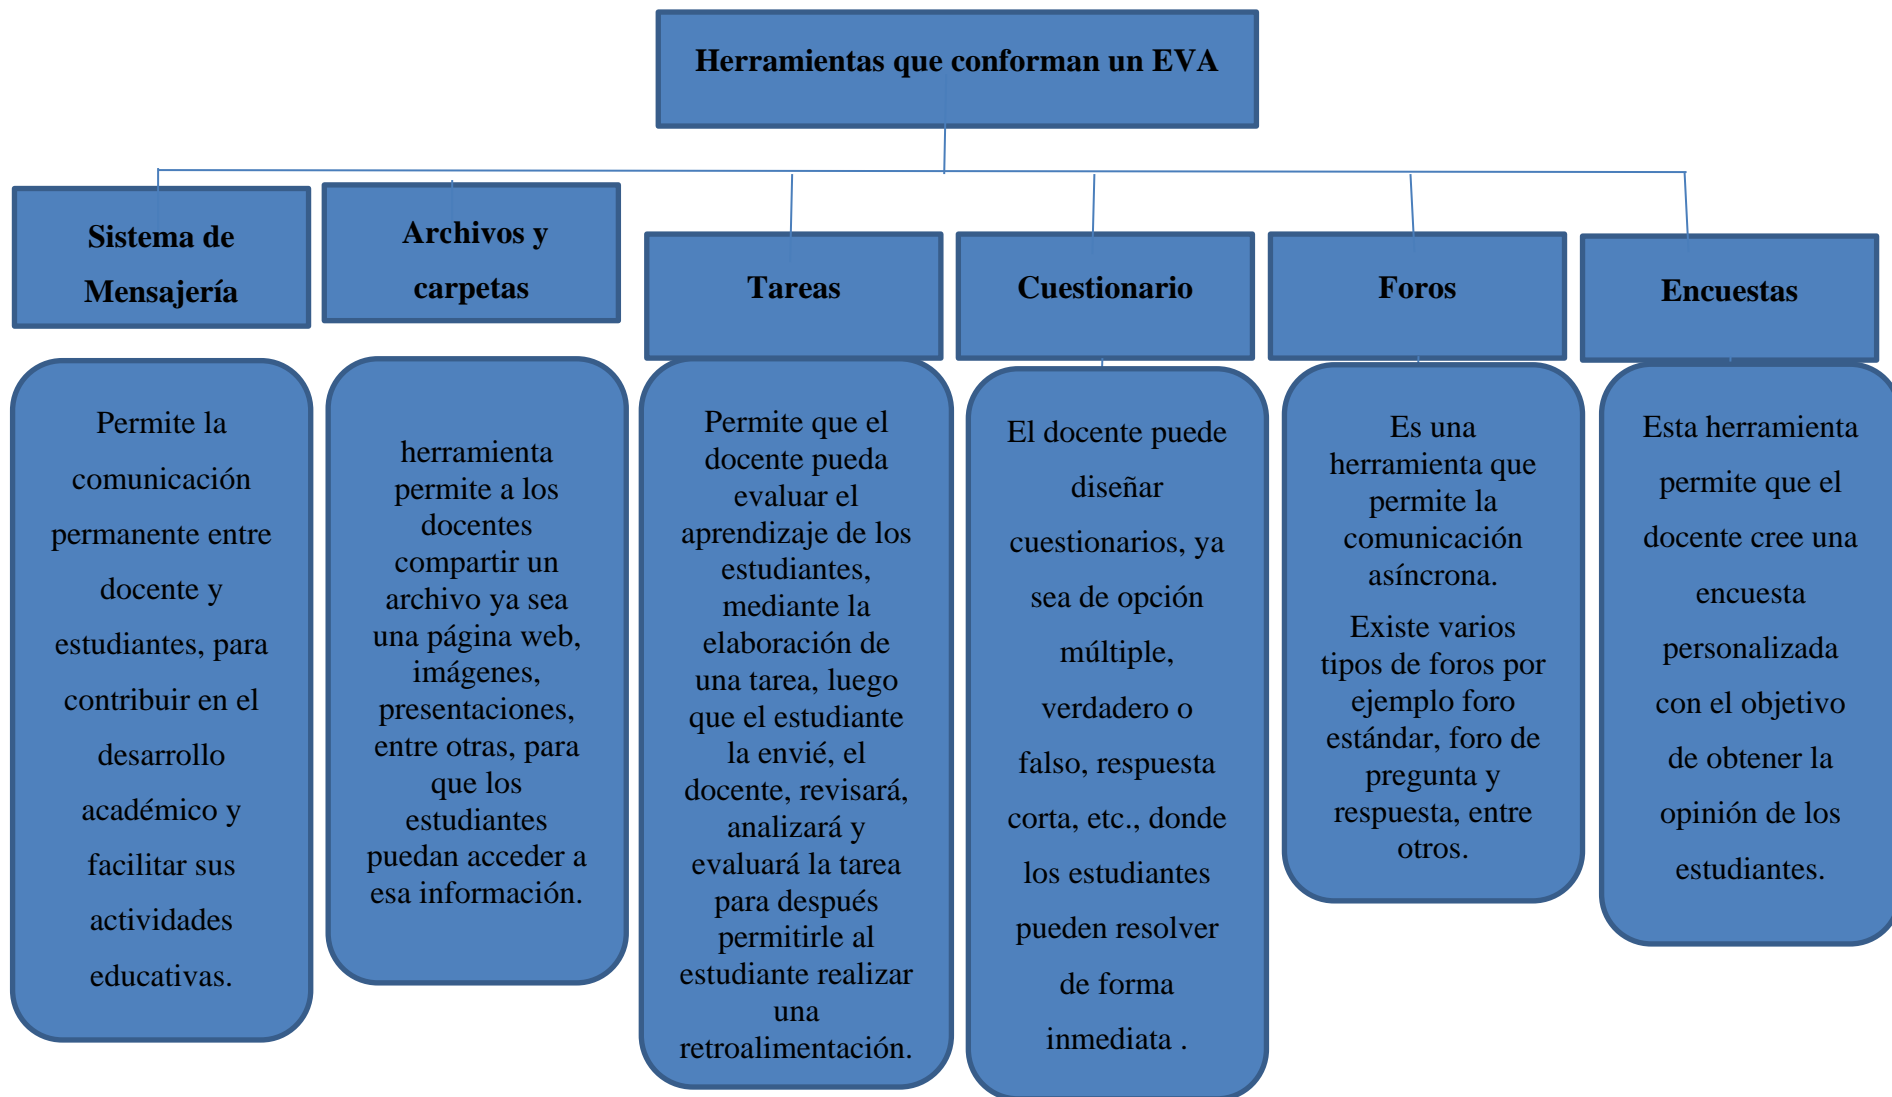 Herramientas que conforman un EVA
Sistema de
Mensajería
Archivos y
carpetas
Tareas
Cuestionario
Foros
Encuestas
Permite la
comunicación
permanente entre
docente y
estudiantes, para
contribuir en el
desarrollo
académico y
facilitar sus
actividades
educativas.
herramienta
permite a los
docentes
compartir un
archivo ya sea
una página web,
imágenes,
presentaciones,
entre otras, para
que los
estudiantes
puedan acceder a
esa información.
Permite que el
docente pueda
evaluar el
aprendizaje de los
estudiantes,
mediante la
elaboración de
una tarea, luego
que el estudiante
la envié, el
docente, revisará,
analizará y
evaluará la tarea
para después
permitirle al
estudiante realizar
una
retroalimentación.
El docente puede
diseñar
cuestionarios, ya
sea de opción
múltiple,
verdadero o
falso, respuesta
corta, etc., donde
los estudiantes
pueden resolver
de forma
inmediata .
Es una
herramienta que
permite la
comunicación
asíncrona.
Existe varios
tipos de foros por
ejemplo foro
estándar, foro de
pregunta y
respuesta, entre
otros.
Esta herramienta
permite que el
docente cree una
encuesta
personalizada
con el objetivo
de obtener la
opinión de los
estudiantes.